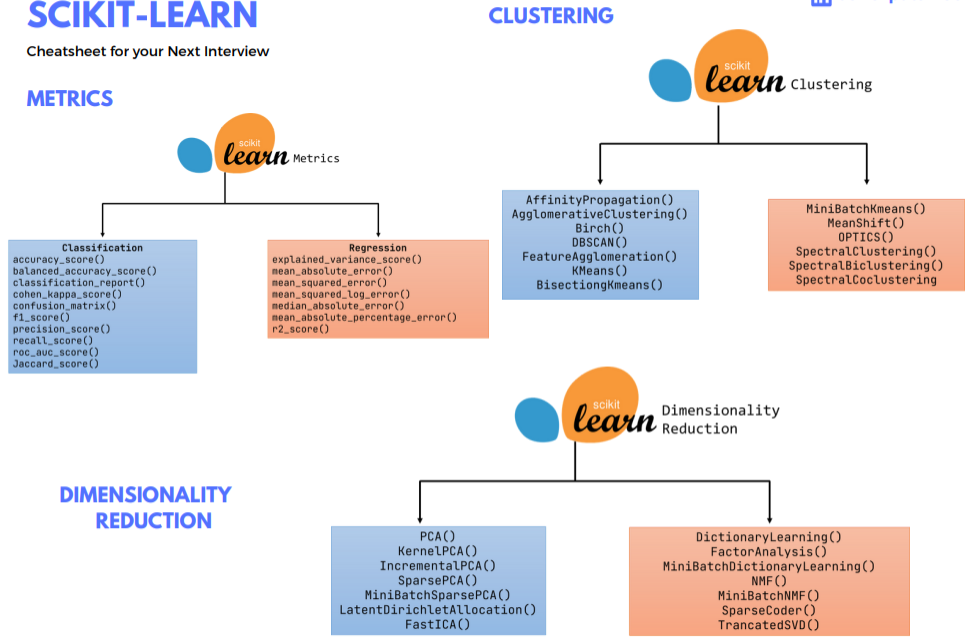 SCIKIT-LEARN
Cheatsheet for your Next Interview
METRICS
scikit
learn Metrics
Classification
accuracy_score()
balanced_accuracy_score()
classification_report()
cohen_kappa_score()
confusion_matrix()
f1_score()
precision_score()
recall_score()
roc_auc_score()
Jaccard_score()
Regression
explained_variance_score()
mean_absolute_error()
mean_squared_error()
mean_squared_log_error()
median_absolute_error()
mean_absolute_percentage_error()
r2_score()
CLUSTERING
scikit
learn Clustering
AffinityPropagation()
AgglomerativeClustering()
Birch()
DBSCAN()
FeatureAgglomeration()
KMeans()
BisectiongKmeans()
MiniBatchKmeans()
MeanShift()
OPTICS()
SpectralClustering()
SpectralBiclustering()
SpectralCoclustering
DIMENSIONALITY
REDUCTION
scikit
learn Dimensionality
Reduction
PCA()
KernelPCA()
IncrementalPCA()
SparsePCA()
MiniBatchSparsePCA()
LatentDirichletAllocation()
FastICA()
DictionaryLearning()
FactorAnalysis()
MiniBatchDictionaryLearning()
NMF()
MiniBatchNMF()
SparseCoder()
TrancatedSVD()